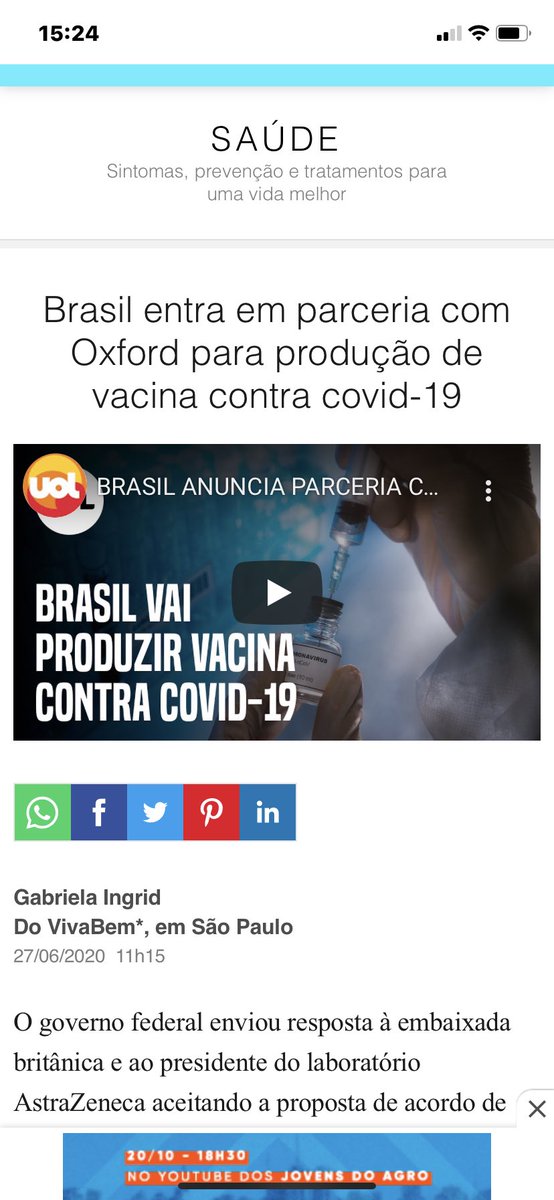 15:24
SAÚDE
Sintomas, prevenção e tratamentos para
uma vida melhor
Brasil entra em parceria com
Oxford para produção de
vacina contra covid-19
UOL
BRASIL ANUNCIA PARCERIA C...
BRASIL VAI
PRODUZIR VACINA
CONTRA COVID-19
Gabriela Ingrid
Do VivaBem*, em São Paulo
27/06/2020 11h15
O governo federal enviou resposta à embaixada
britânica e ao presidente do laboratório
AstraZeneca aceitando a proposta de acordo de
20/10 - 18H30
NO YOUTUBE DOS JOVENS DO AGRO